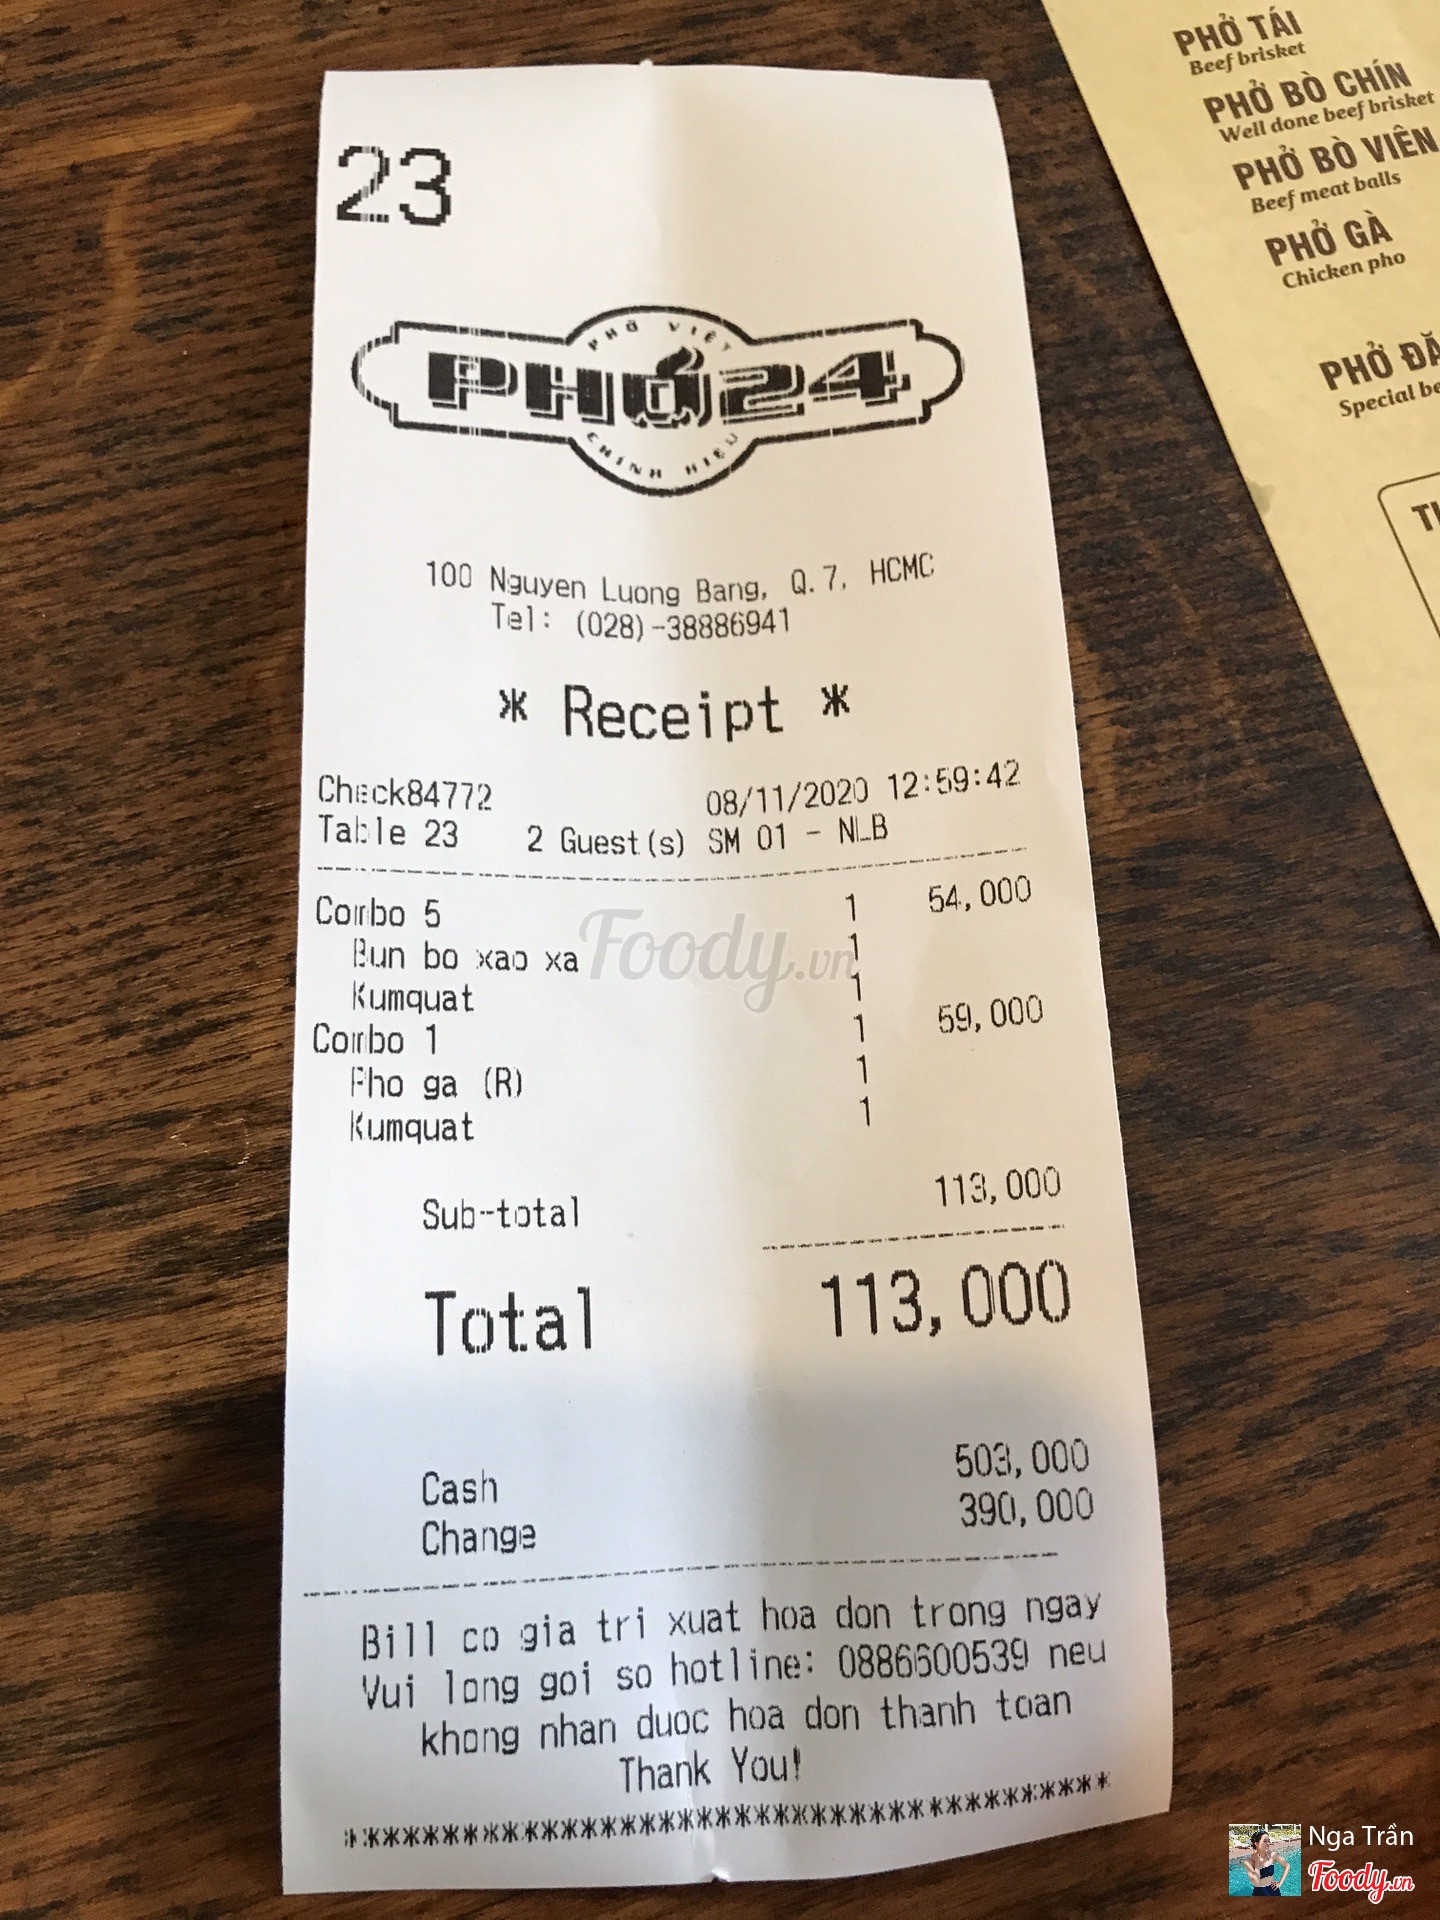 23
PHỞ VIỆT
PHỞ24
CHÍNH HIỆU
100 Nguyen Luong Bang, Q.7, HCMC
Tel: (028)-38886941
* Receipt *
Check84772 08/11/2020 12:59:42
Table 23 2 Guest(s) SM 01 - NLB
Combo 5 1 54,000
Bun bo xao xa 1
Kumquat 1
Combo 1 1 59,000
Pho ga (R) 1
Kumquat 1
Sub-total 113,000
Total 113,000
Cash 503,000
Change 390,000
Bill co gia tri xuat hoa don trong ngay
Vui long goi so hotline: 0886600539 neu
khong nhan duoc hoa don thanh toan
Thank You!
PHỞ TÁI
Beef brisket
PHỞ BÒ CHÍN
Well done beef brisket
PHỞ BÒ VIÊN
Beef meat balls
PHỞ GÀ
Chicken pho
PHỞ
Special
Foody.vn
Nga Trần
Foody.vn